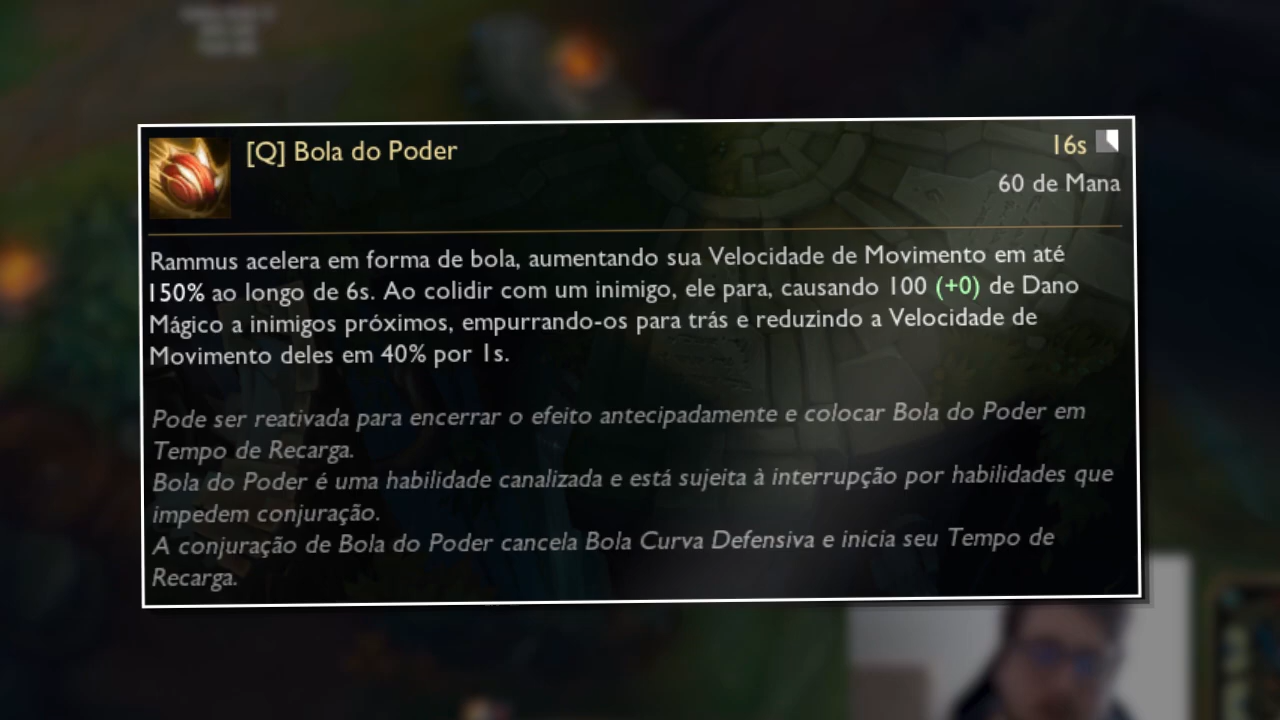 [Q] Bola do Poder
16s
60 de Mana
Rammus acelera em forma de bola, aumentando sua Velocidade de Movimento em até
150% ao longo de 6s. Ao colidir com um inimigo, ele para, causando 100 (+0) de Dano
Mágico a inimigos próximos, empurrando-os para trás e reduzindo a Velocidade de
Movimento deles em 40% por 1s.
Pode ser reativada para encerrar o efeito antecipadamente e colocar Bola do Poder em
Tempo de Recarga.
Bola do Poder é uma habilidade canalizada e está sujeita à interrupção por habilidades que
impedem conjuração.
A conjuração de Bola do Poder cancela Bola Curva Defensiva e inicia seu Tempo de
Recarga.